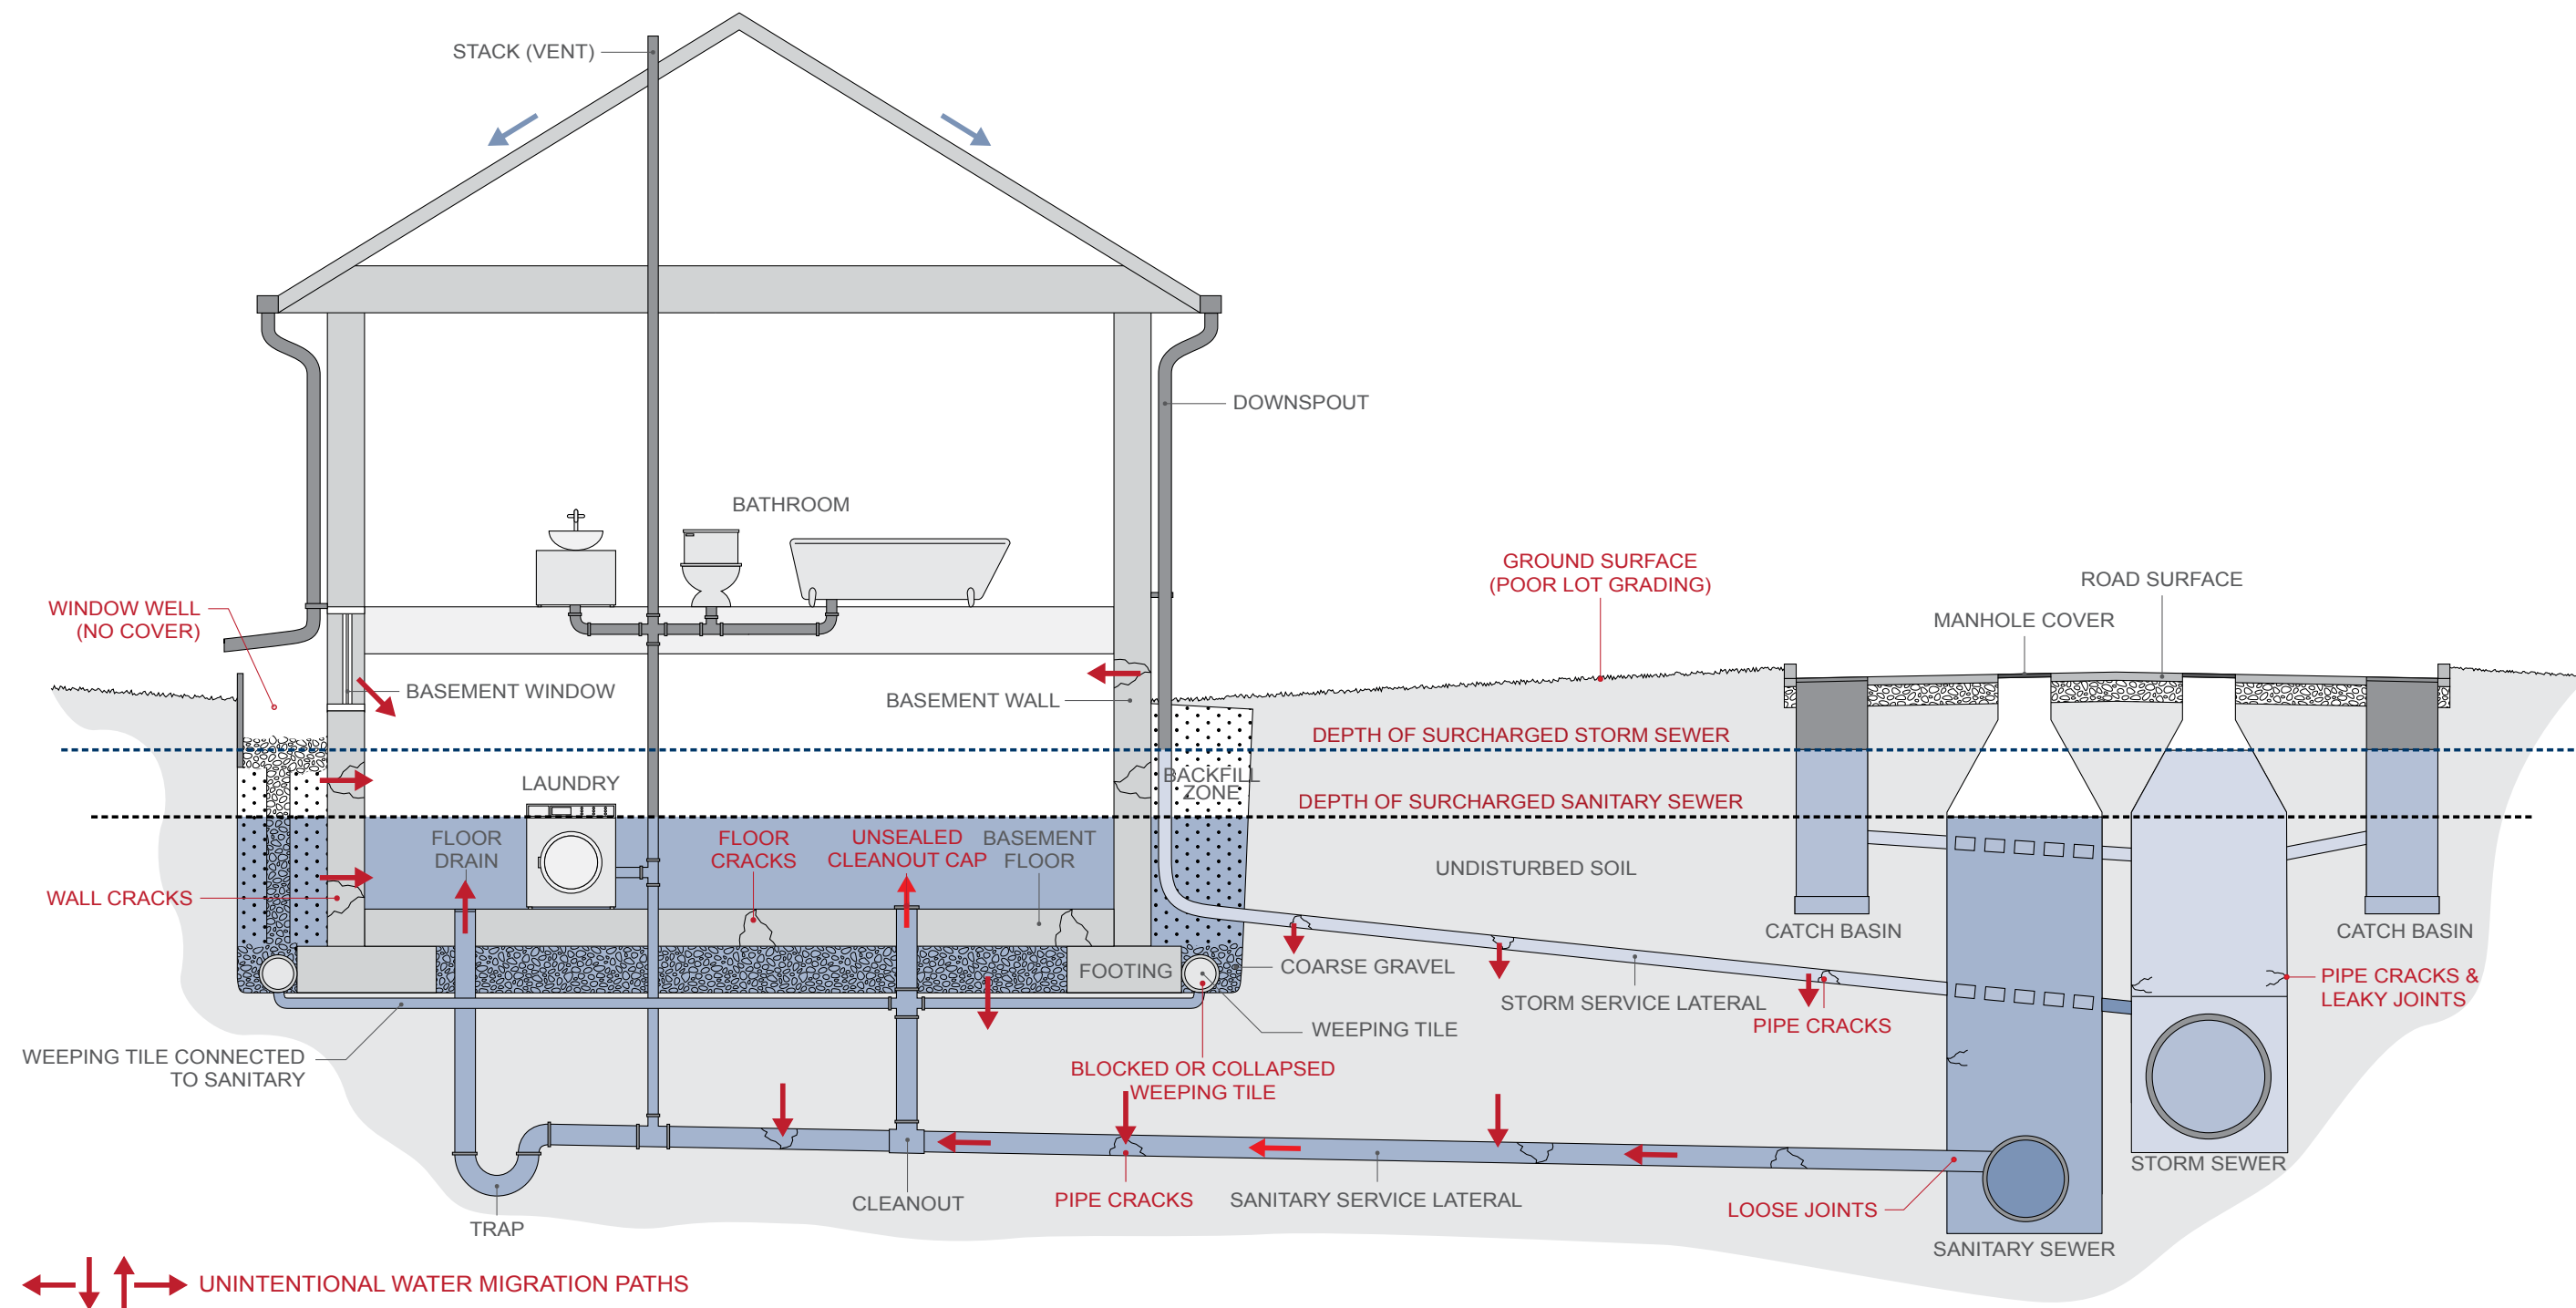 STACK (VENT)
DOWNSPOUT
BATHROOM
GROUND SURFACE
(POOR LOT GRADING)
ROAD SURFACE
MANHOLE COVER
WINDOW WELL
(NO COVER)
BASEMENT WINDOW
BASEMENT WALL
DEPTH OF SURCHARGED STORM SEWER
BACKFILL
ZONE
LAUNDRY
DEPTH OF SURCHARGED SANITARY SEWER
FLOOR
DRAIN
FLOOR
CRACKS
UNSEALED
CLEANOUT CAP
BASEMENT
FLOOR
UNDISTURBED SOIL
WALL CRACKS
CATCH BASIN
CATCH BASIN
FOOTING
COARSE GRAVEL
STORM SERVICE LATERAL
PIPE CRACKS &
LEAKY JOINTS
WEEPING TILE
PIPE CRACKS
WEEPING TILE CONNECTED
TO SANITARY
BLOCKED OR COLLAPSED
WEEPING TILE
STORM SEWER
CLEANOUT
PIPE CRACKS
SANITARY SERVICE LATERAL
LOOSE JOINTS
TRAP
SANITARY SEWER
UNINTENTIONAL WATER MIGRATION PATHS